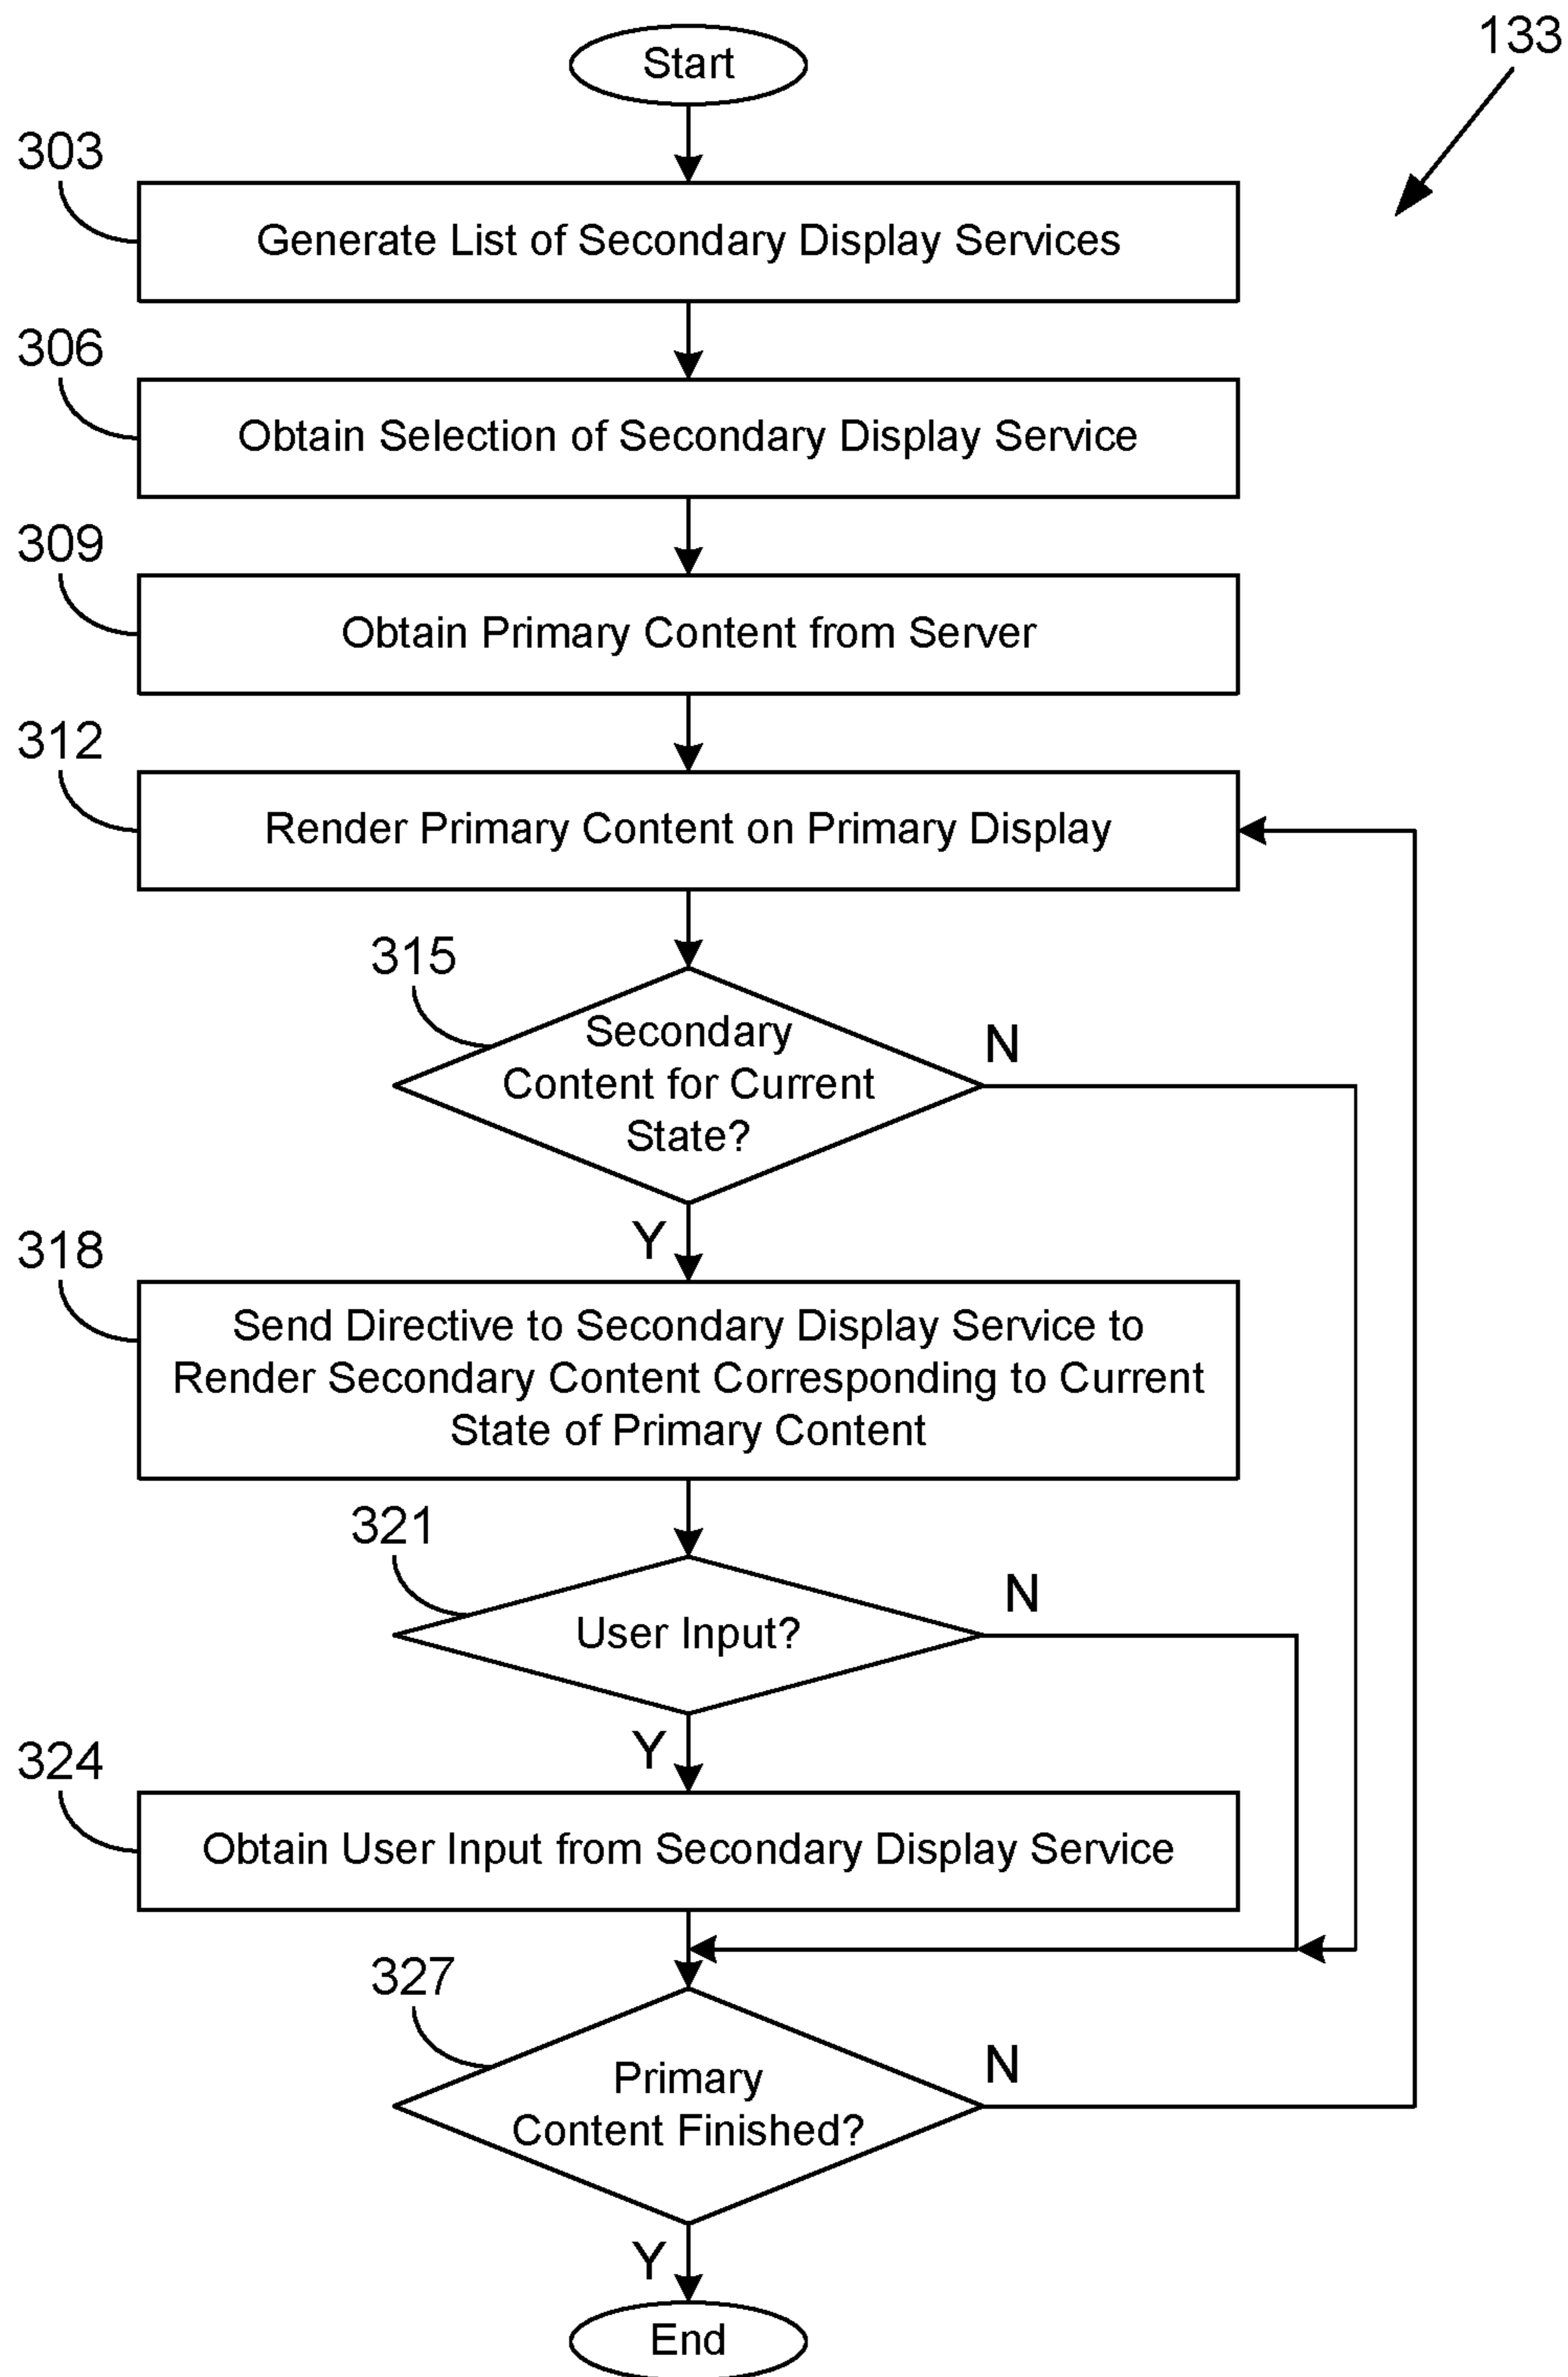 133
Start
303
Generate List of Secondary Display Services
306
Obtain Selection of Secondary Display Service
309
Obtain Primary Content from Server
312
Render Primary Content on Primary Display
315
Secondary
Content for Current
State?
N
Y
318
Send Directive to Secondary Display Service to
Render Secondary Content Corresponding to Current
State of Primary Content
321
User Input?
N
Y
324
Obtain User Input from Secondary Display Service
327
Primary
Content Finished?
N
Y
End